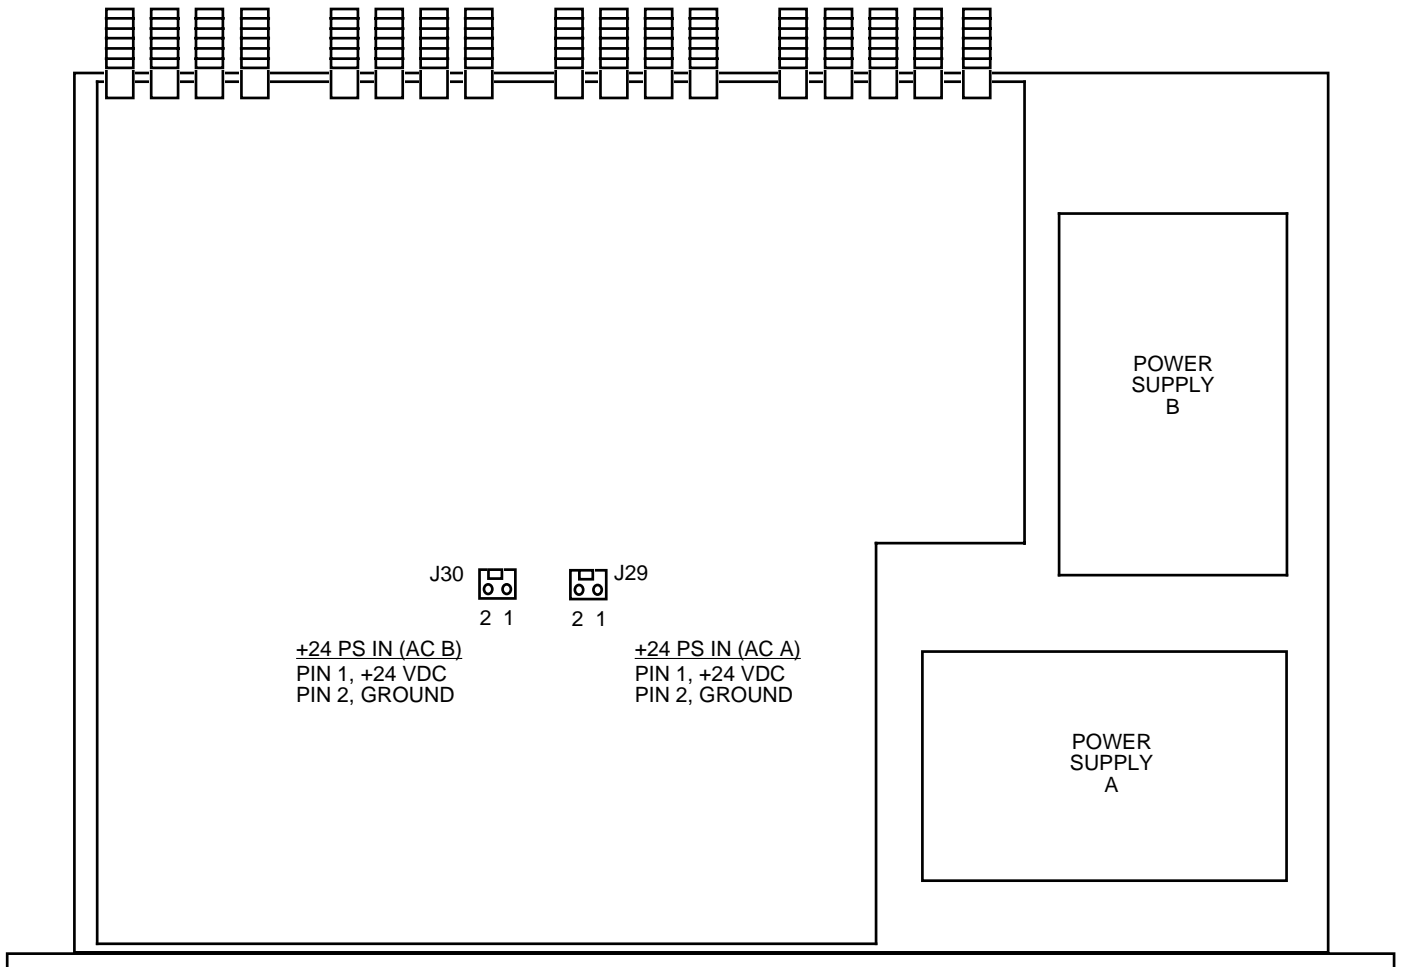 POWER
SUPPLY
B
J30
J29
2 1
2 1
+24 PS IN (AC B)
PIN 1, +24 VDC
PIN 2, GROUND
+24 PS IN (AC A)
PIN 1, +24 VDC
PIN 2, GROUND
POWER
SUPPLY
A